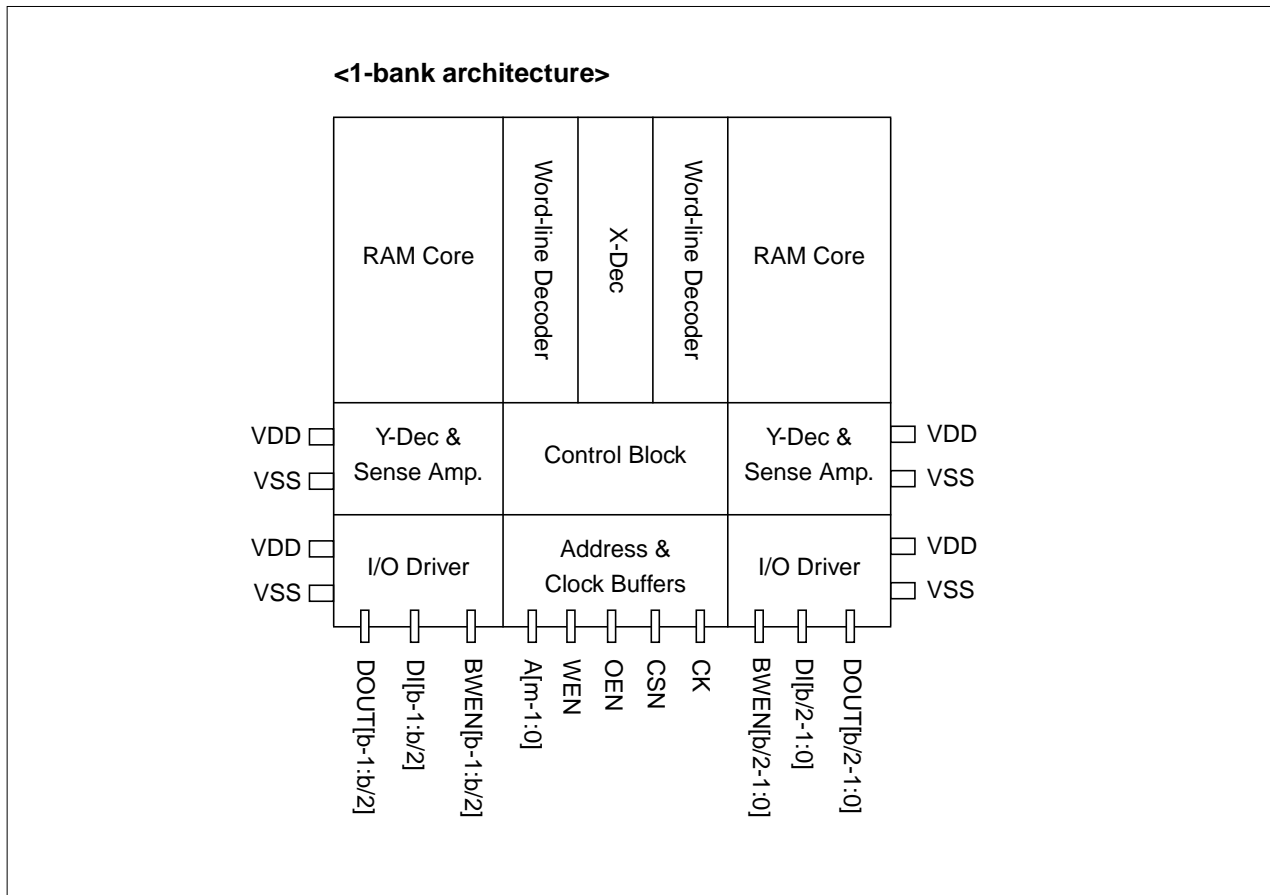 <1-bank architecture>
RAM Core
Word-line Decoder
X-Dec
Word-line Decoder
RAM Core
VDD
VSS
Y-Dec &
Sense Amp.
Control Block
Y-Dec &
Sense Amp.
VDD
VSS
VDD
VSS
I/O Driver
Address &
Clock Buffers
I/O Driver
VDD
VSS
DOUT[b-1:b/2]
DI[b-1:b/2]
BWEN[b-1:b/2]
A[m-1:0]
WEN
OEN
CSN
CK
BWEN[b/2-1:0]
DI[b/2-1:0]
DOUT[b/2-1:0]